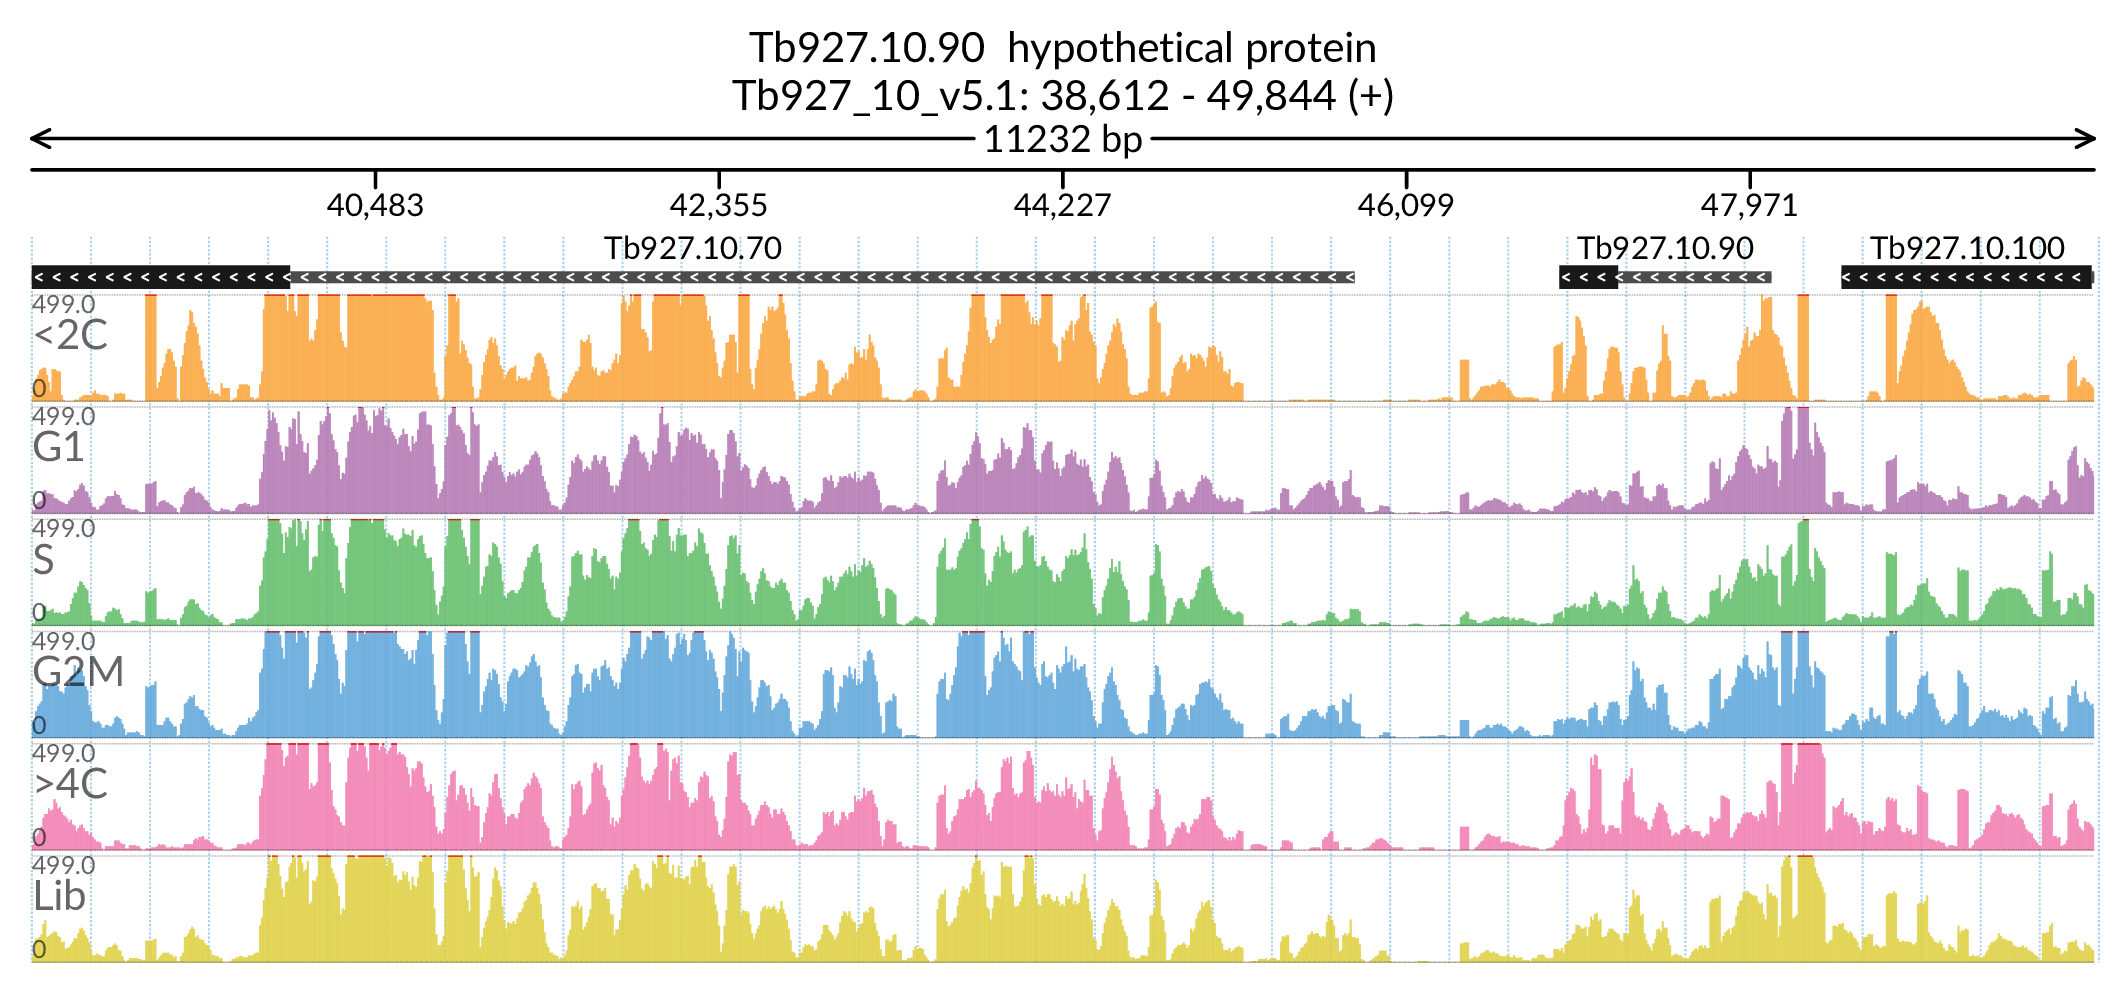 Tb927.10.90 hypothetical protein
Tb927_10_v5.1: 38,612 - 49,844 (+)
11232 bp
40,483 42,355 44,227 46,099 47,971
Tb927.10.70 Tb927.10.90 Tb927.10.100
499.0
<2C
0
499.0
G1
0
499.0
S
0
499.0
G2M
0
499.0
>4C
0
499.0
Lib
0